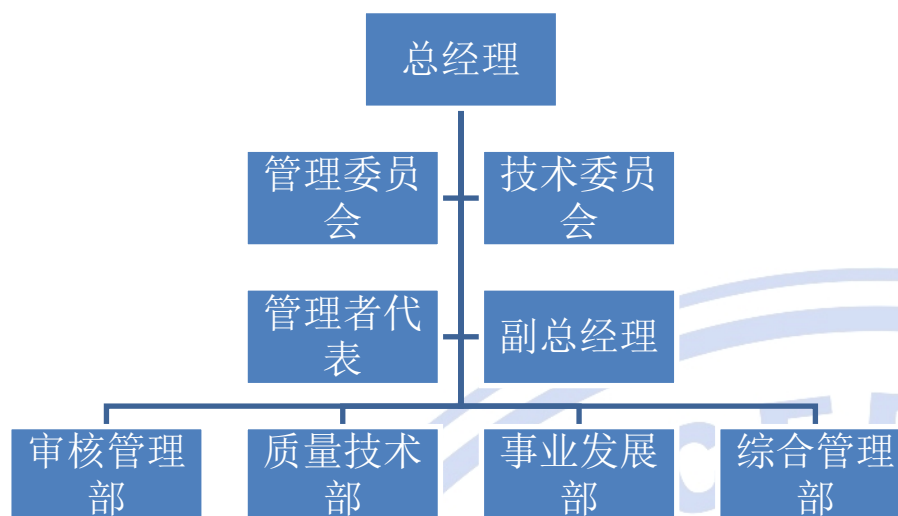 总经理
管理委员
会
技术委员
会
管理者代
表
副总经理
审核管理
部
质量技术
部
事业发展
部
综合管理
部